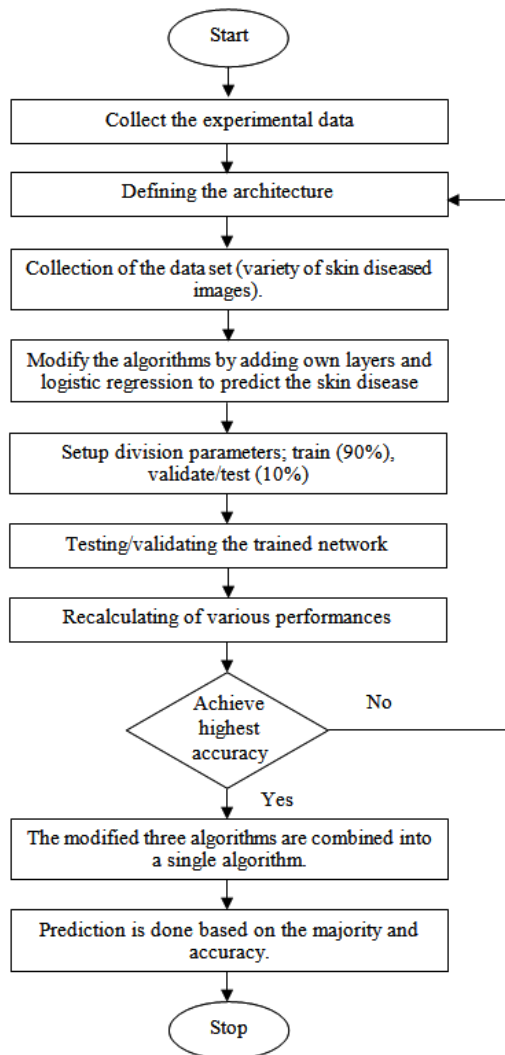 Start
Collect the experimental data
Defining the architecture
Collection of the data set (variety of skin diseased
images).
Modify the algorithms by adding own layers and
logistic regression to predict the skin disease
Setup division parameters; train (90%),
validate/test (10%)
Testing/validating the trained network
Recalculating of various performances
Achieve
highest
accuracy
No
Yes
The modified three algorithms are combined into
a single algorithm.
Prediction is done based on the majority and
accuracy.
Stop